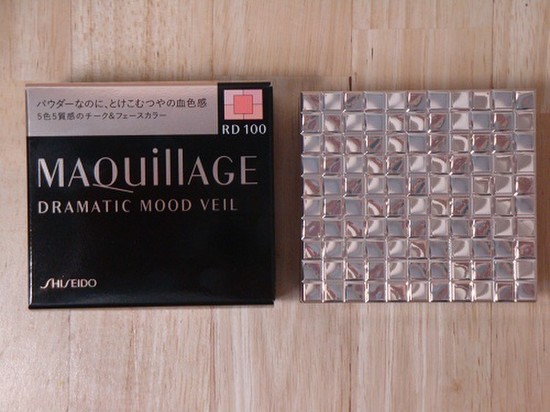 パウダーなのに、とけこむつやの血色感
5色5質感のチーク&フェースカラー
RD 100
MAQuillAGE
DRAMATIC MOOD VEIL
SHISEIDO